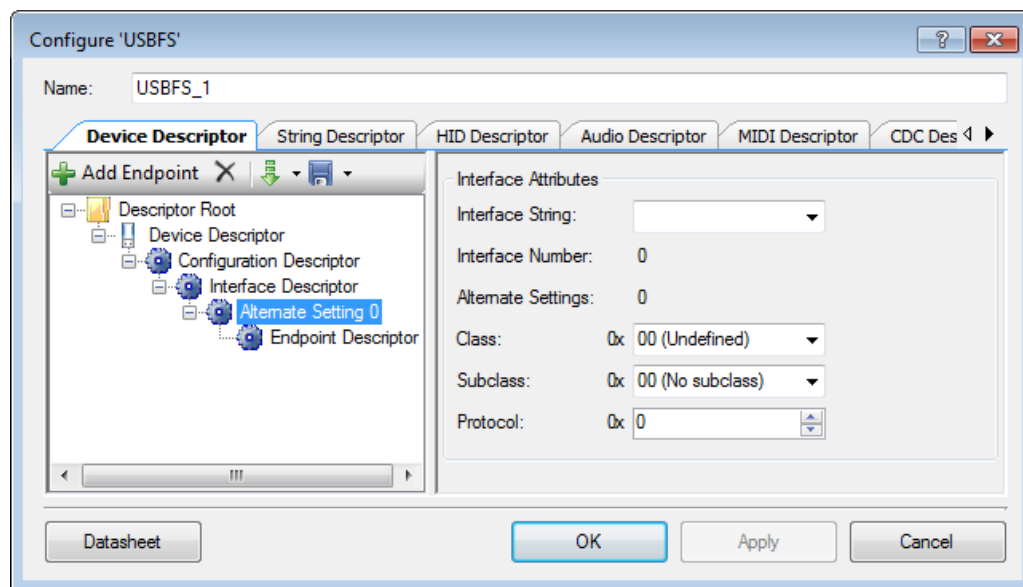 Configure 'USBFS'
Name: USBFS_1
Device Descriptor String Descriptor HID Descriptor Audio Descriptor MIDI Descriptor CDC Des
Add Endpoint
Descriptor Root
Device Descriptor
Configuration Descriptor
Interface Descriptor
Alternate Setting 0
Endpoint Descriptor
Interface Attributes
Interface String:
Interface Number: 0
Alternate Settings: 0
Class: 0x 00 (Undefined)
Subclass: 0x 00 (No subclass)
Protocol: 0x 0
Datasheet OK Apply Cancel